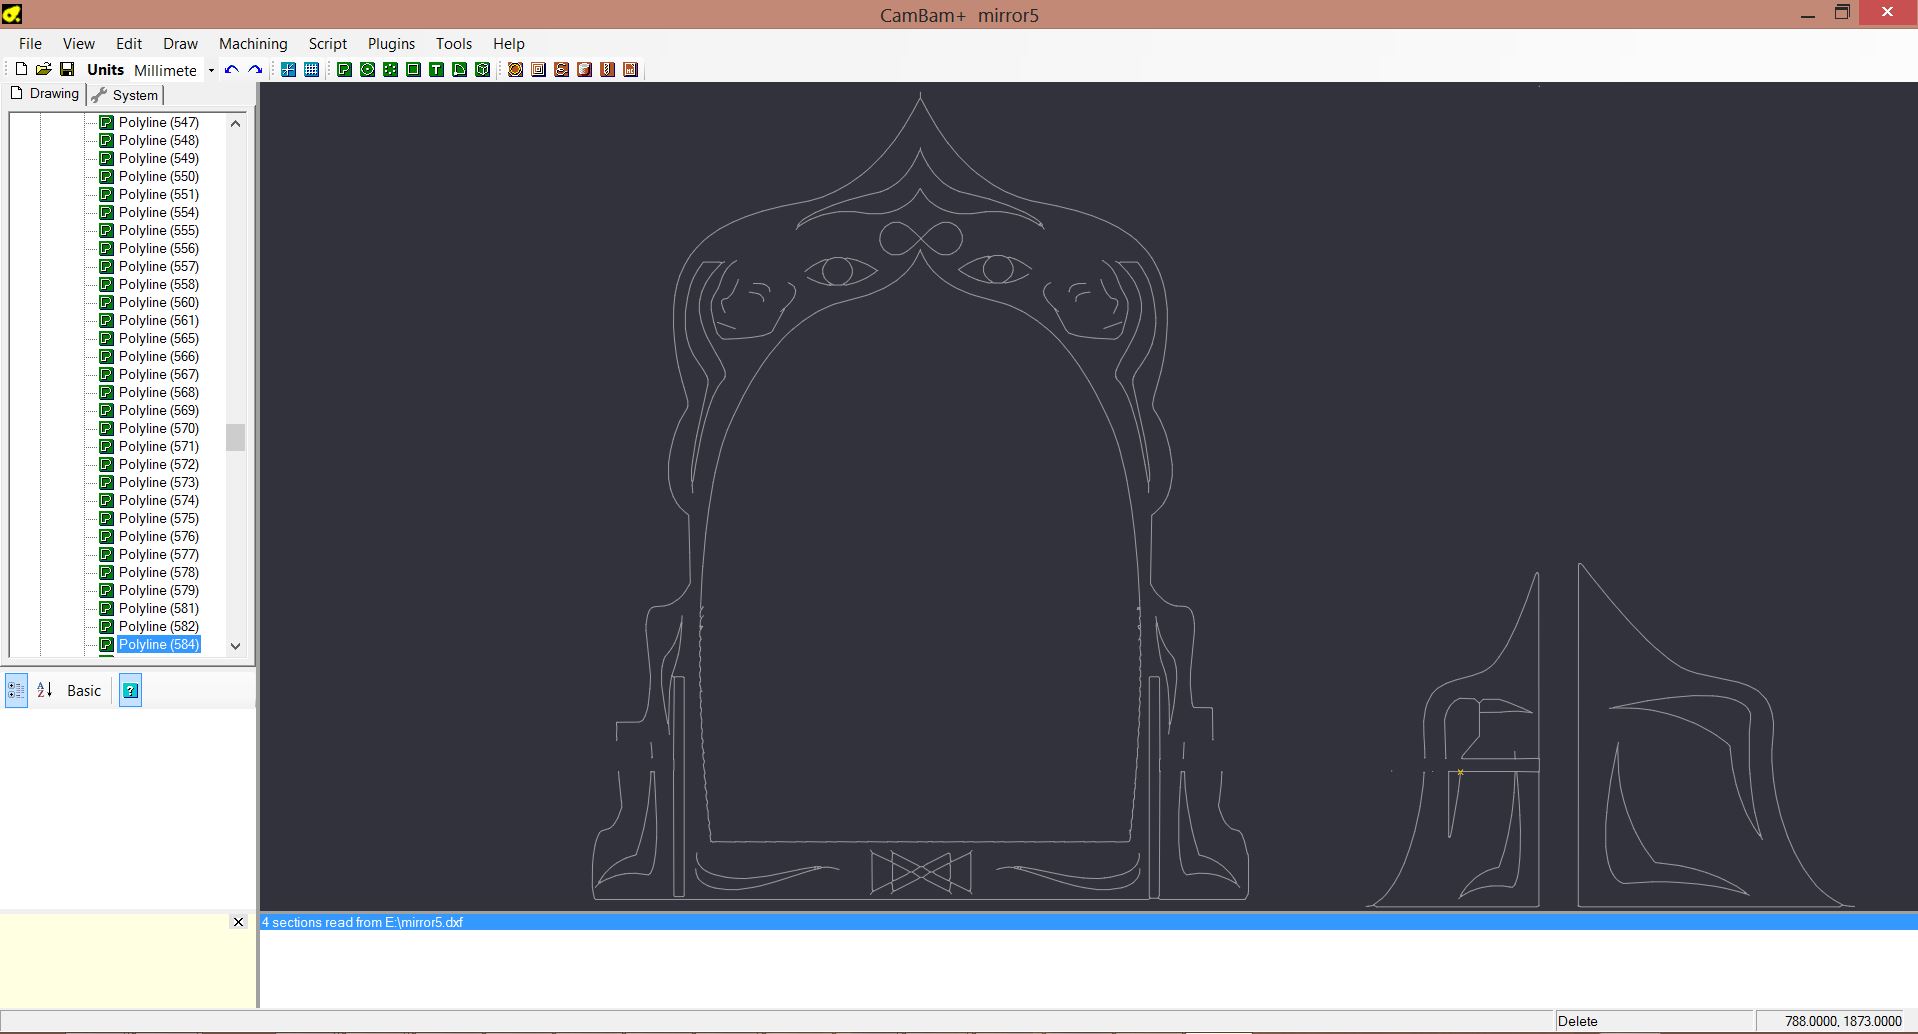 CamBam+ mirror5
File View Edit Draw Machining Script Plugins Tools Help
Units Millimete
Drawing System
Polyline (547)
Polyline (548)
Polyline (549)
Polyline (550)
Polyline (551)
Polyline (554)
Polyline (555)
Polyline (556)
Polyline (557)
Polyline (558)
Polyline (560)
Polyline (561)
Polyline (565)
Polyline (566)
Polyline (567)
Polyline (568)
Polyline (569)
Polyline (570)
Polyline (571)
Polyline (572)
Polyline (573)
Polyline (574)
Polyline (575)
Polyline (576)
Polyline (577)
Polyline (578)
Polyline (579)
Polyline (581)
Polyline (582)
Polyline (584)
Basic
4 sections read from E:\mirror5.dxf
Delete 788.0000, 1873.0000